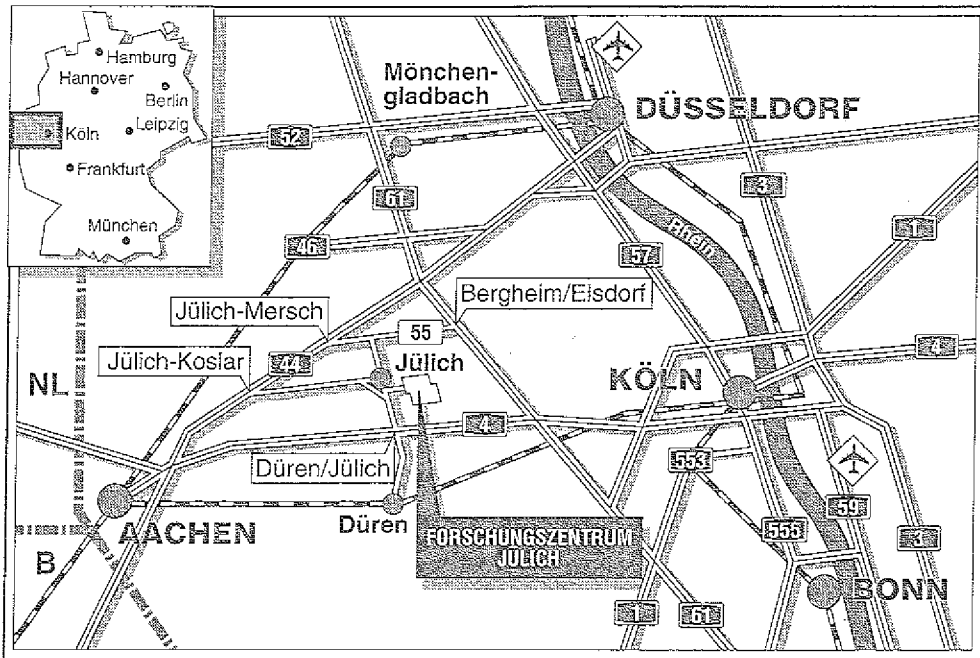 Hamburg
Hannover
Berlin
Köln
Leipzig
Frankfurt
München
Mönchen-
gladbach
DÜSSELDORF
52
61
3
1
46
57
Rhein
Bergheim/Elsdorf
Jülich-Mersch
55
4
Jülich-Koslar
44
Jülich
NL
KÖLN
4
Düren/Jülich
553
AACHEN
Düren
59
FORSCHUNGSZENTRUM
JÜLICH
555
3
B
BONN
1
61